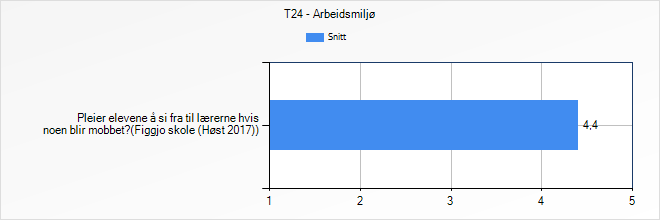 T24 - Arbeidsmiljø
Snitt
Pleier elevene å si fra til lærerne hvis
noen blir mobbet?(Figgjo skole (Høst 2017))
4,4
1 2 3 4 5